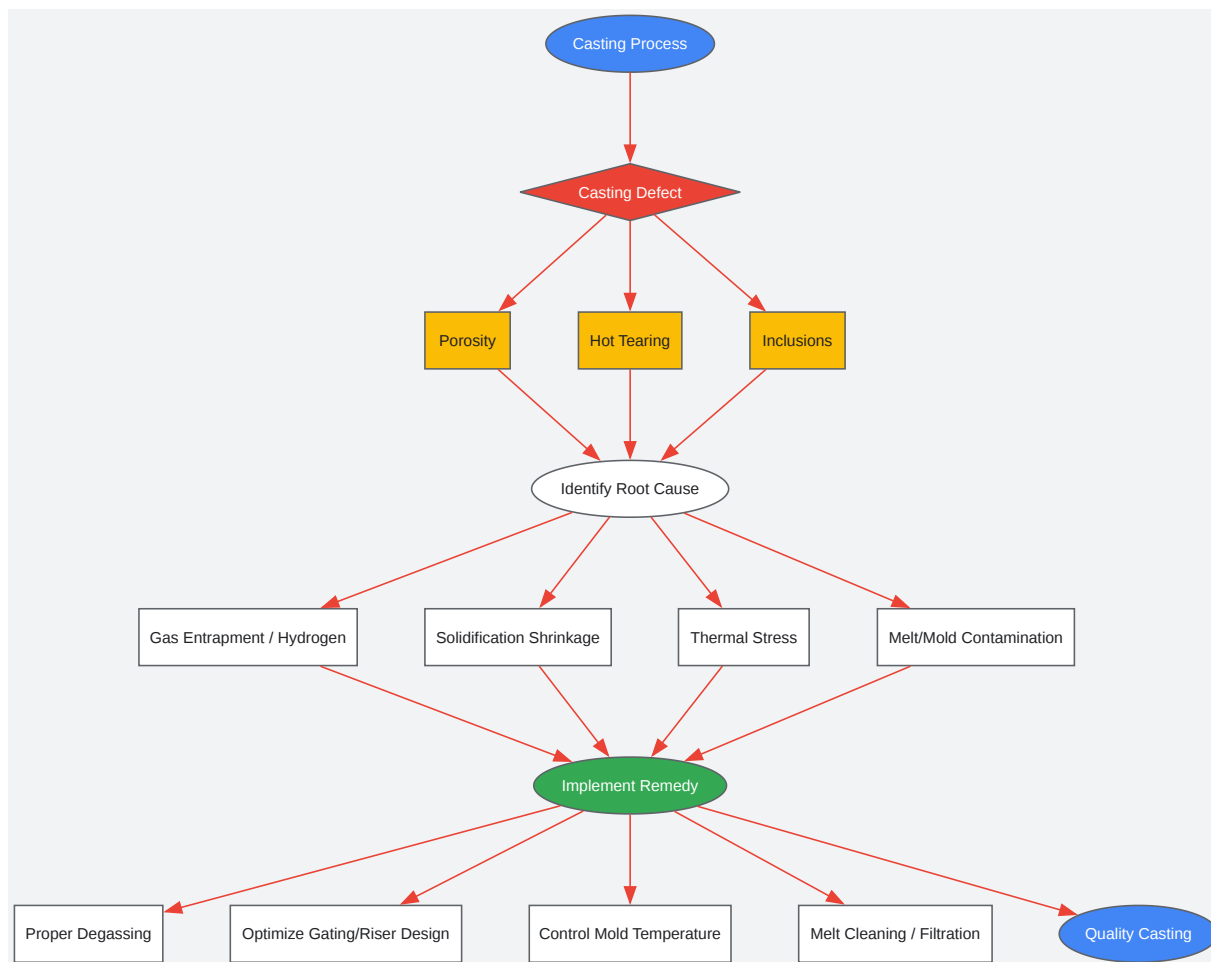 Casting Process
Casting Defect
Porosity
Hot Tearing
Inclusions
Identify Root Cause
Gas Entrapment / Hydrogen
Solidification Shrinkage
Thermal Stress
Melt/Mold Contamination
Implement Remedy
Proper Degassing
Optimize Gating/Riser Design
Control Mold Temperature
Melt Cleaning / Filtration
Quality Casting